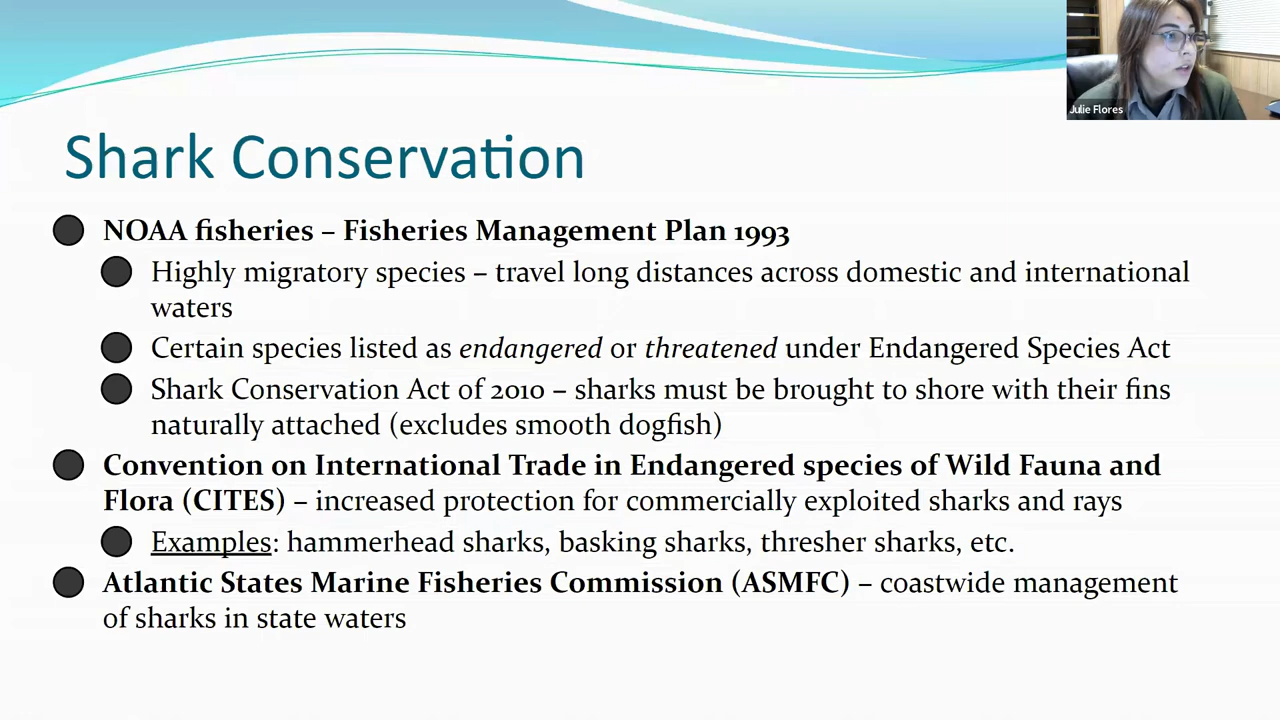 Julie Flores
Shark Conservation
NOAA fisheries – Fisheries Management Plan 1993
Highly migratory species – travel long distances across domestic and international
waters
Certain species listed as endangered or threatened under Endangered Species Act
Shark Conservation Act of 2010 – sharks must be brought to shore with their fins
naturally attached (excludes smooth dogfish)
Convention on International Trade in Endangered species of Wild Fauna and
Flora (CITES) – increased protection for commercially exploited sharks and rays
Examples: hammerhead sharks, basking sharks, thresher sharks, etc.
Atlantic States Marine Fisheries Commission (ASMFC) – coastwide management
of sharks in state waters